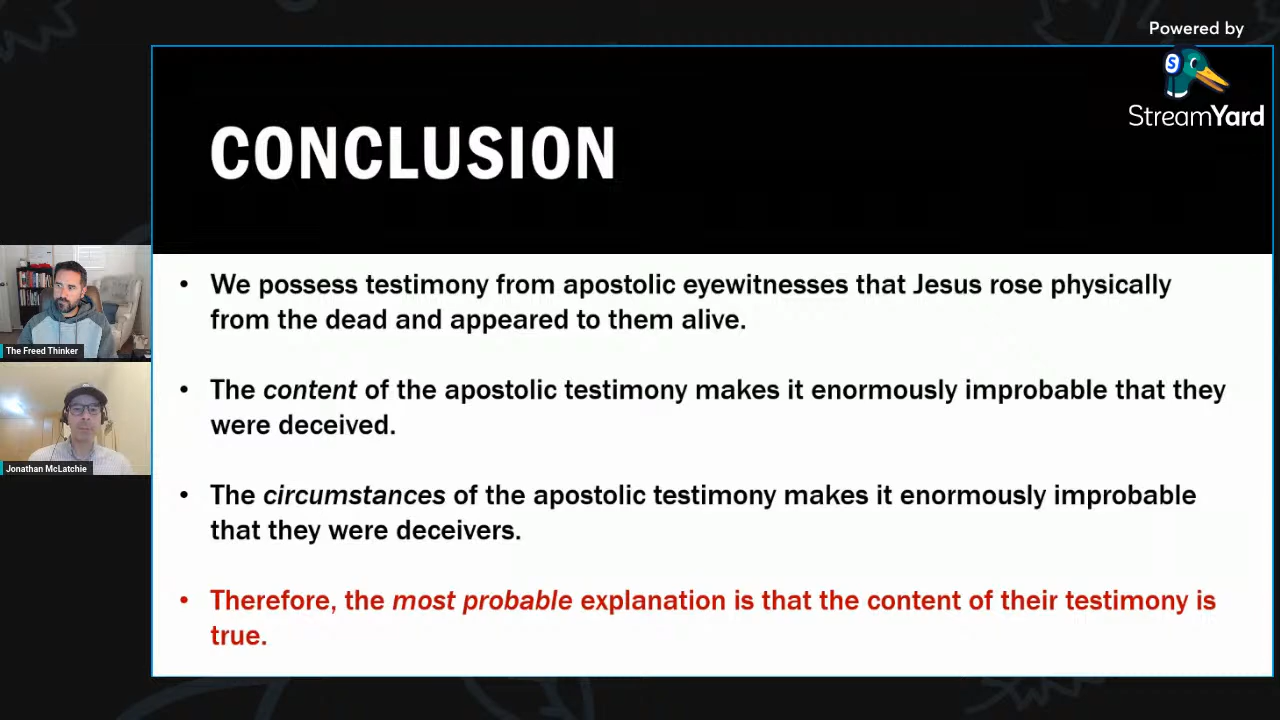 Powered by
S
StreamYard
CONCLUSION
• We possess testimony from apostolic eyewitnesses that Jesus rose physically
from the dead and appeared to them alive.
• The content of the apostolic testimony makes it enormously improbable that they
were deceived.
• The circumstances of the apostolic testimony makes it enormously improbable
that they were deceivers.
• Therefore, the most probable explanation is that the content of their testimony is
true.
The Freed Thinker
Jonathan McLatchie